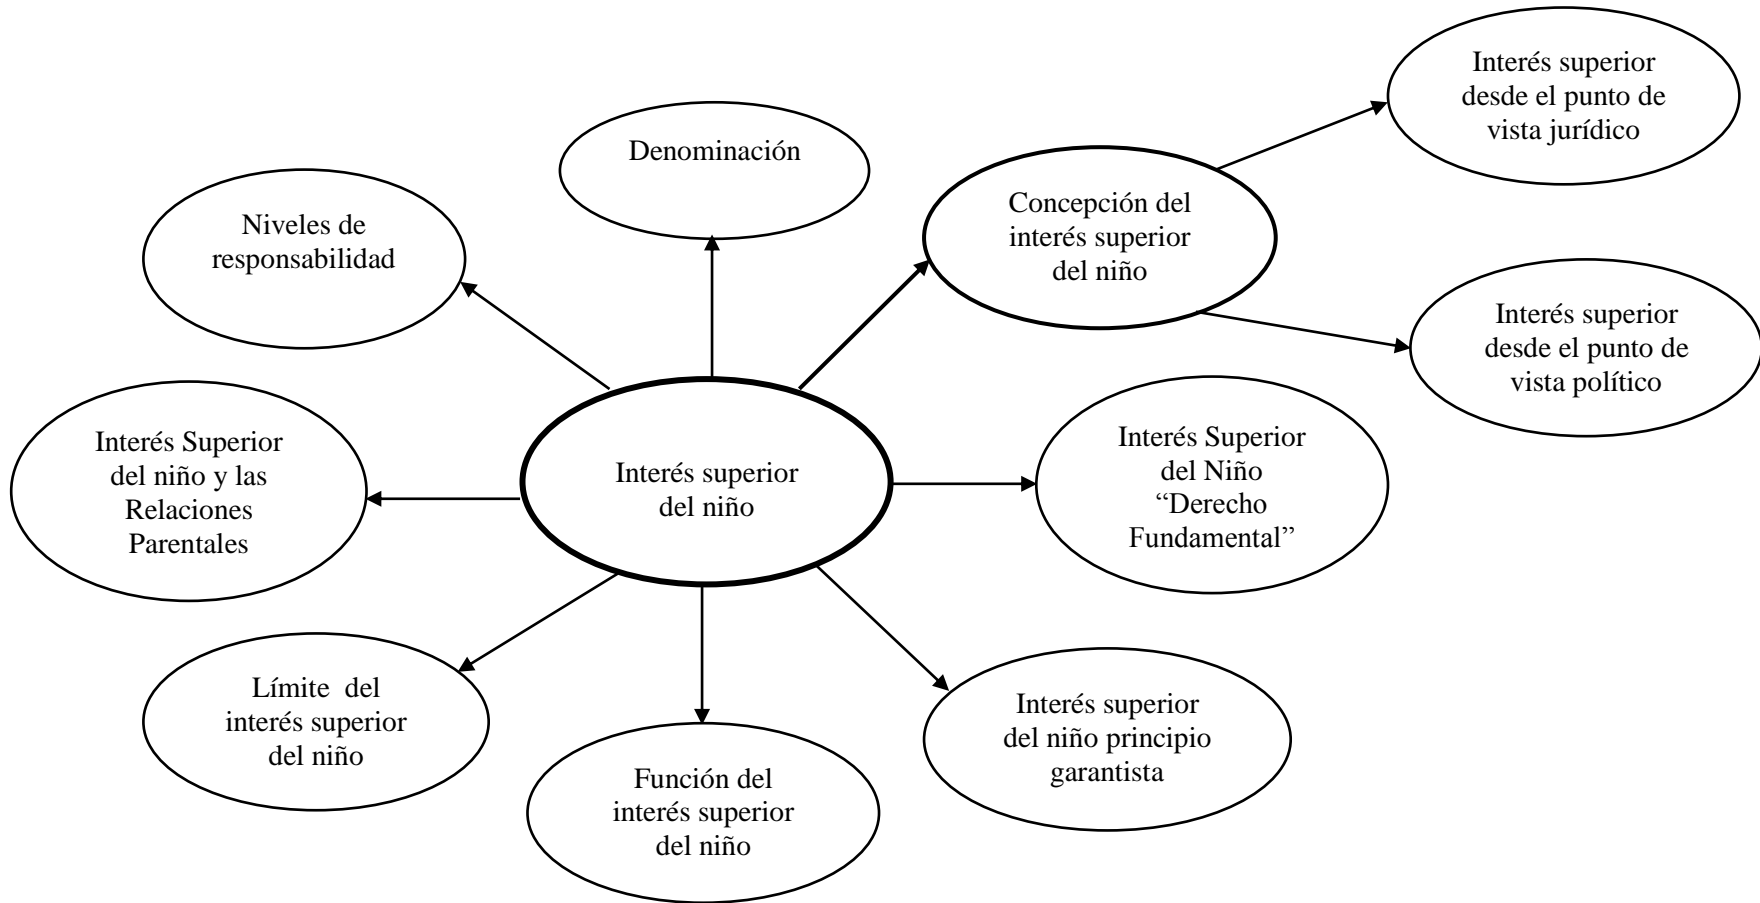 Interés superior
desde el punto de
vista jurídico
Denominación
Concepción del
interés superior
del niño
Niveles de
responsabilidad
Interés superior
desde el punto de
vista político
Interés Superior
del niño y las
Relaciones
Parentales
Interés superior
del niño
Interés Superior
del Niño
“Derecho
Fundamental”
Límite  del
interés superior
del niño
Función del
interés superior
del niño
Interés superior
del niño principio
garantista